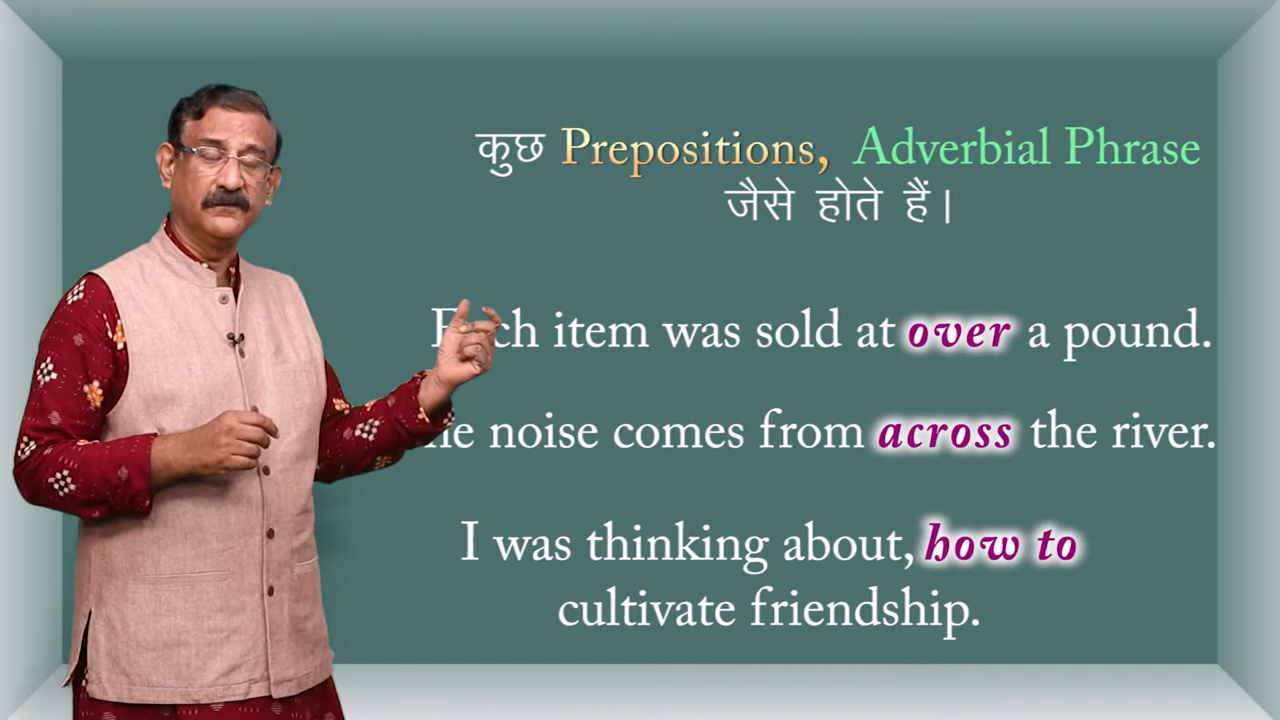 कुछ Prepositions, Adverbial Phrase
जैसे होते हैं।
item was sold at over a pound.
noise comes from across the river.
I was thinking about, how to
cultivate friendship.